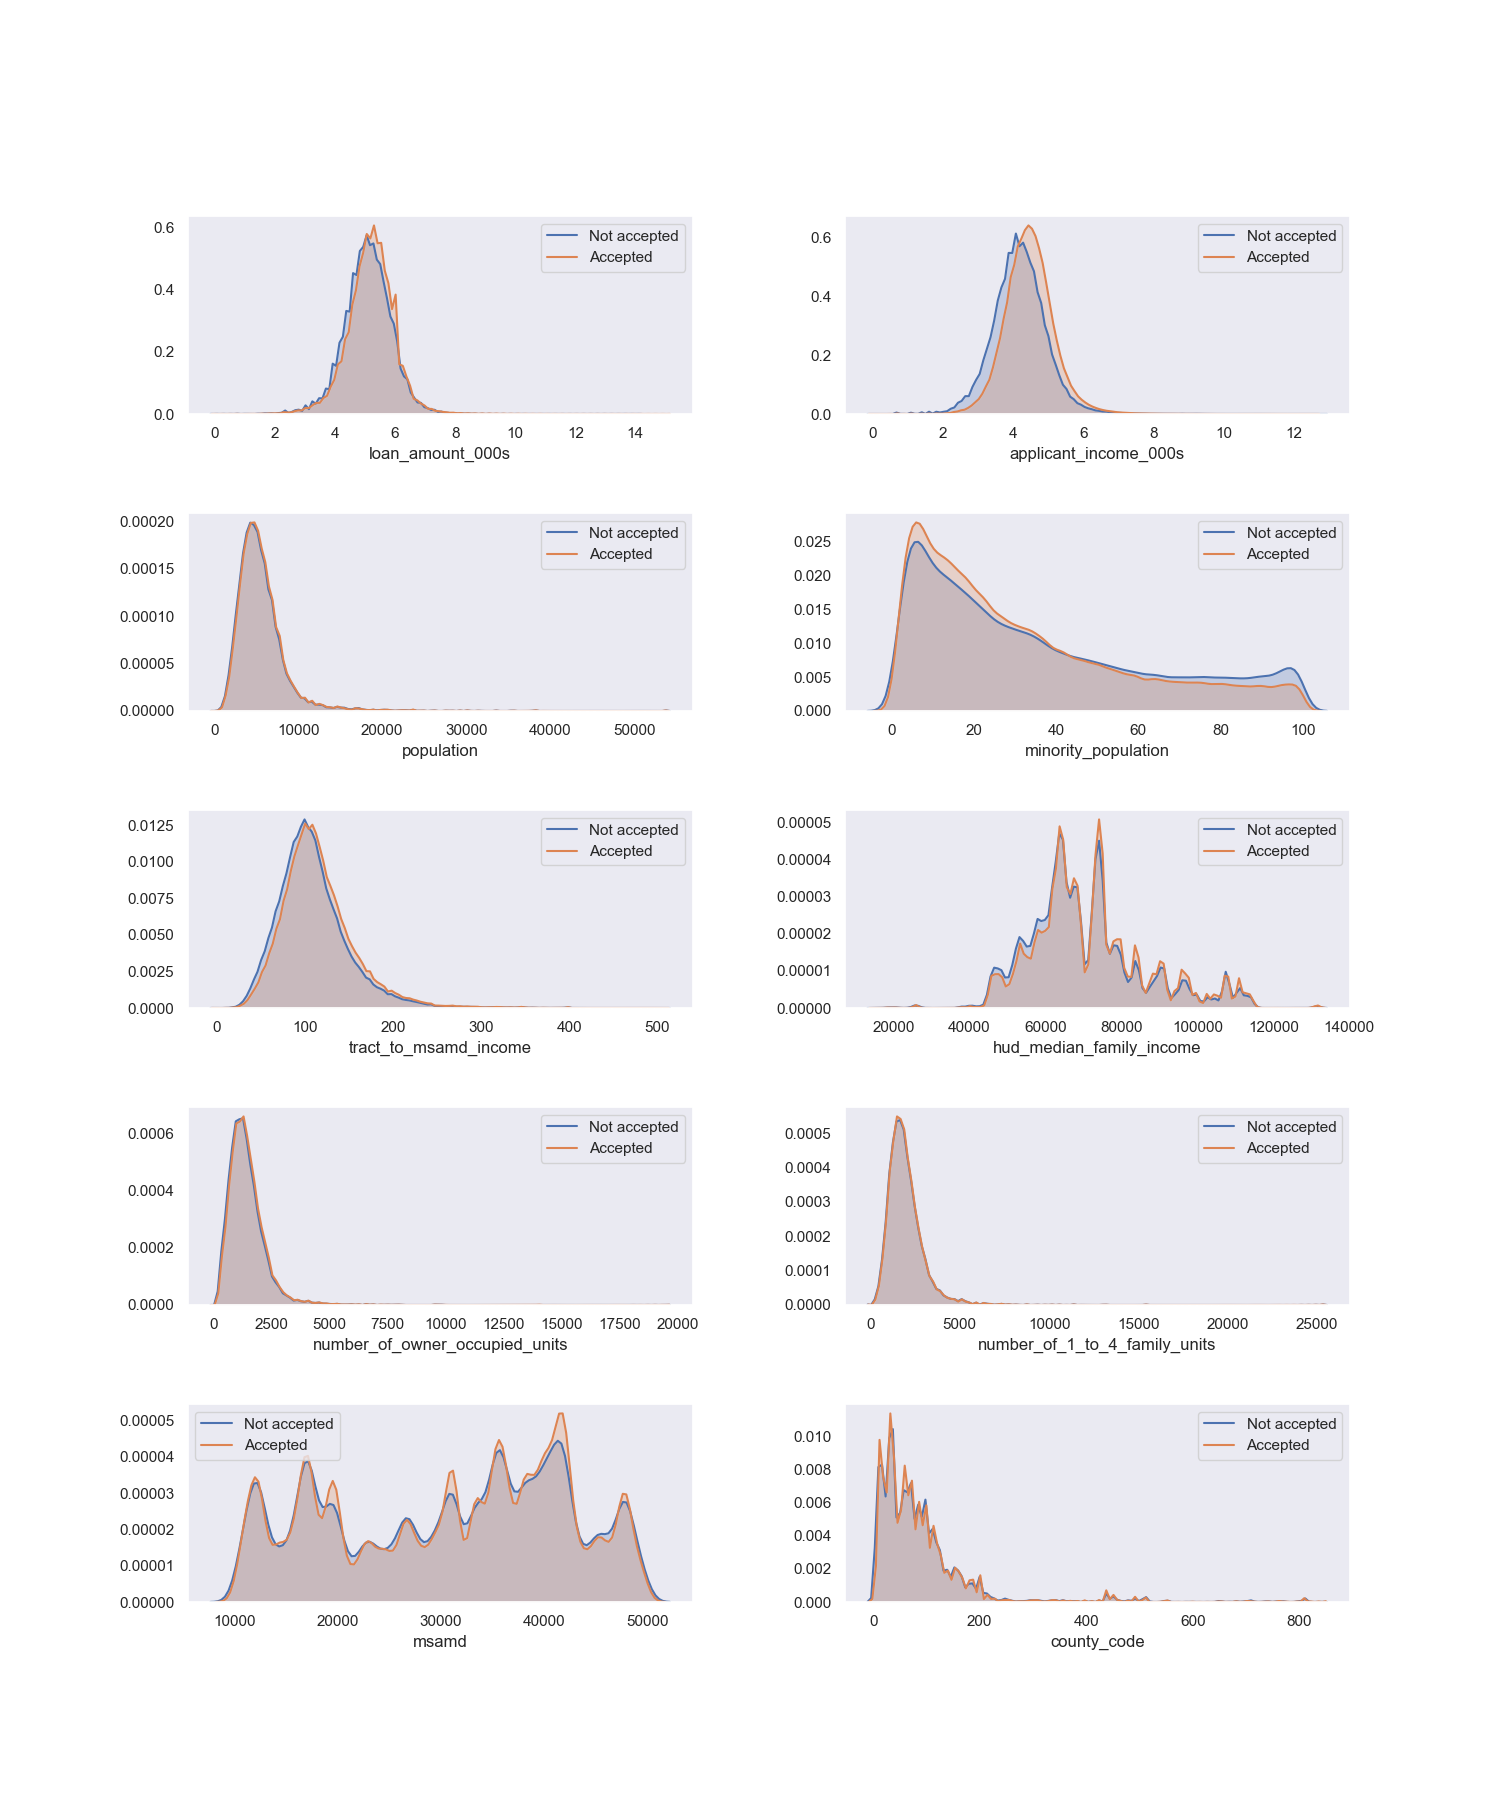 0.6
0.4
0.2
0.0
Not accepted
Accepted
0 2 4 6 8 10 12 14
loan_amount_000s
0.6
0.4
0.2
0.0
Not accepted
Accepted
0 2 4 6 8 10 12
applicant_income_000s
0.00020
0.00015
0.00010
0.00005
0.00000
Not accepted
Accepted
0 10000 20000 30000 40000 50000
population
0.025
0.020
0.015
0.010
0.005
0.000
Not accepted
Accepted
0 20 40 60 80 100
minority_population
0.0125
0.0100
0.0075
0.0050
0.0025
0.0000
Not accepted
Accepted
0 100 200 300 400 500
tract_to_msamd_income
0.00005
0.00004
0.00003
0.00002
0.00001
0.00000
Not accepted
Accepted
20000 40000 60000 80000 100000 120000 140000
hud_median_family_income
0.0006
0.0004
0.0002
0.0000
Not accepted
Accepted
0 2500 5000 7500 10000 12500 15000 17500 20000
number_of_owner_occupied_units
0.0005
0.0004
0.0003
0.0002
0.0001
0.0000
Not accepted
Accepted
0 5000 10000 15000 20000 25000
number_of_1_to_4_family_units
0.00005
0.00004
0.00003
0.00002
0.00001
0.00000
Not accepted
Accepted
10000 20000 30000 40000 50000
msamd
0.010
0.008
0.006
0.004
0.002
0.000
Not accepted
Accepted
0 200 400 600 800
county_code